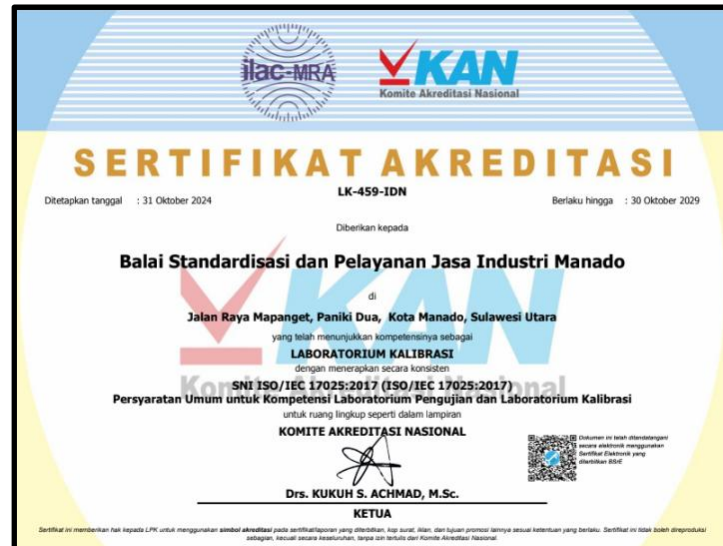 ilac-MRA
KAN
Komite Akreditasi Nasional
SERTIFIKAT AKREDITASI
LK-459-IDN
Ditetapkan tanggal : 31 Oktober 2024
Berlaku hingga : 30 Oktober 2029
Diberikan kepada
Balai Standardisasi dan Pelayanan Jasa Industri Manado
di
Jalan Raya Mapanget, Paniki Dua, Kota Manado, Sulawesi Utara
yang telah menunjukkan kompetensinya sebagai
LABORATORIUM KALIBRASI
dengan menerapkan secara konsisten
KAN
Komite Akreditasi Nasional
SNI ISO/IEC 17025:2017 (ISO/IEC 17025:2017)
Persyaratan Umum untuk Kompetensi Laboratorium Pengujian dan Laboratorium Kalibrasi
untuk ruang lingkup seperti dalam lampiran
KOMITE AKREDITASI NASIONAL
Dokumen ini telah ditandatangani
secara elektronik menggunakan
Sertifikat Elektronik yang
diterbitkan BSrE
Drs. KUKUH S. ACHMAD, M.Sc.
KETUA
Sertifikat ini memberikan hak kepada LPK untuk menggunakan simbol akreditasi pada sertifikat/laporan yang diterbitkan, kop surat, iklan, dan tujuan promosi lainnya sesuai ketentuan yang berlaku. Sertifikat ini tidak boleh direproduksi
sebagian, kecuali secara keseluruhan, tanpa izin tertulis dari Komite Akreditasi Nasional.